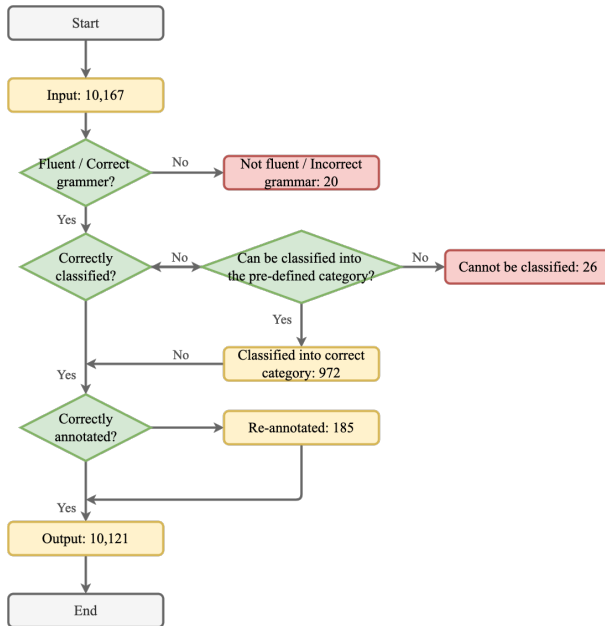 Start
Input: 10,167
Fluent / Correct
grammer?
No
Not fluent / Incorrect
grammar: 20
Yes
Correctly
classified?
No
Can be classified into
the pre-defined category?
No
Cannot be classified: 26
Yes
No
Classified into correct
category: 972
Yes
Correctly
annotated?
Re-annotated: 185
Yes
Output: 10,121
End